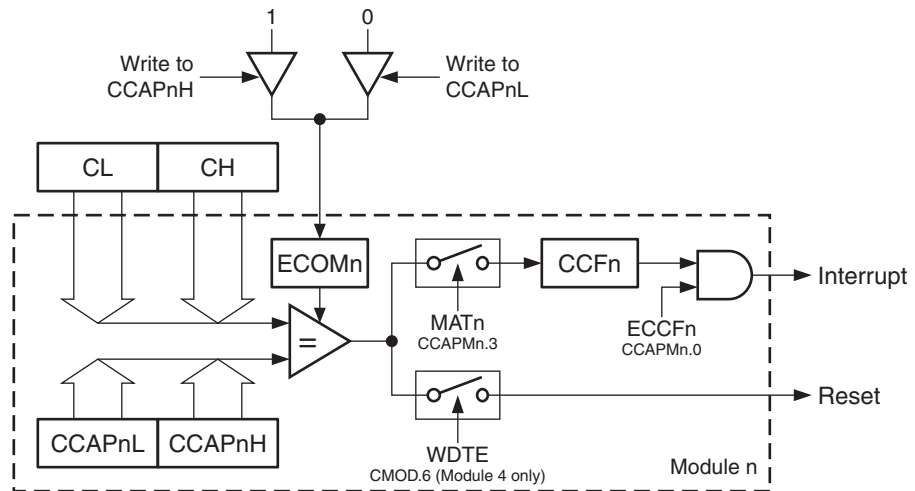 1
0
Write to
CCAPnH
Write to
CCAPnL
CL
CH
ECOMn
CCFn
Interrupt
MATn
CCAPMn.3
ECCFn
CCAPMn.0
=
Reset
CCAPnL
CCAPnH
WDTE
CMOD.6 (Module 4 only)
Module n